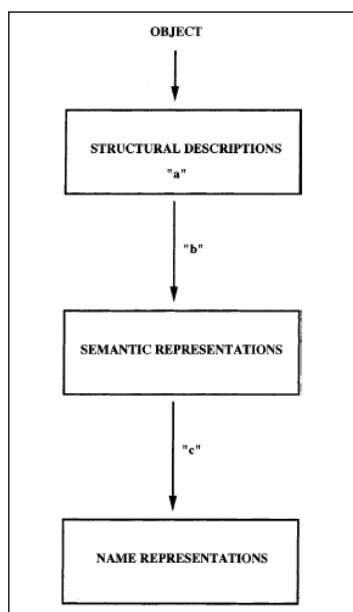 OBJECT
STRUCTURAL DESCRIPTIONS
"a"
"b"
SEMANTIC REPRESENTATIONS
"c"
NAME REPRESENTATIONS